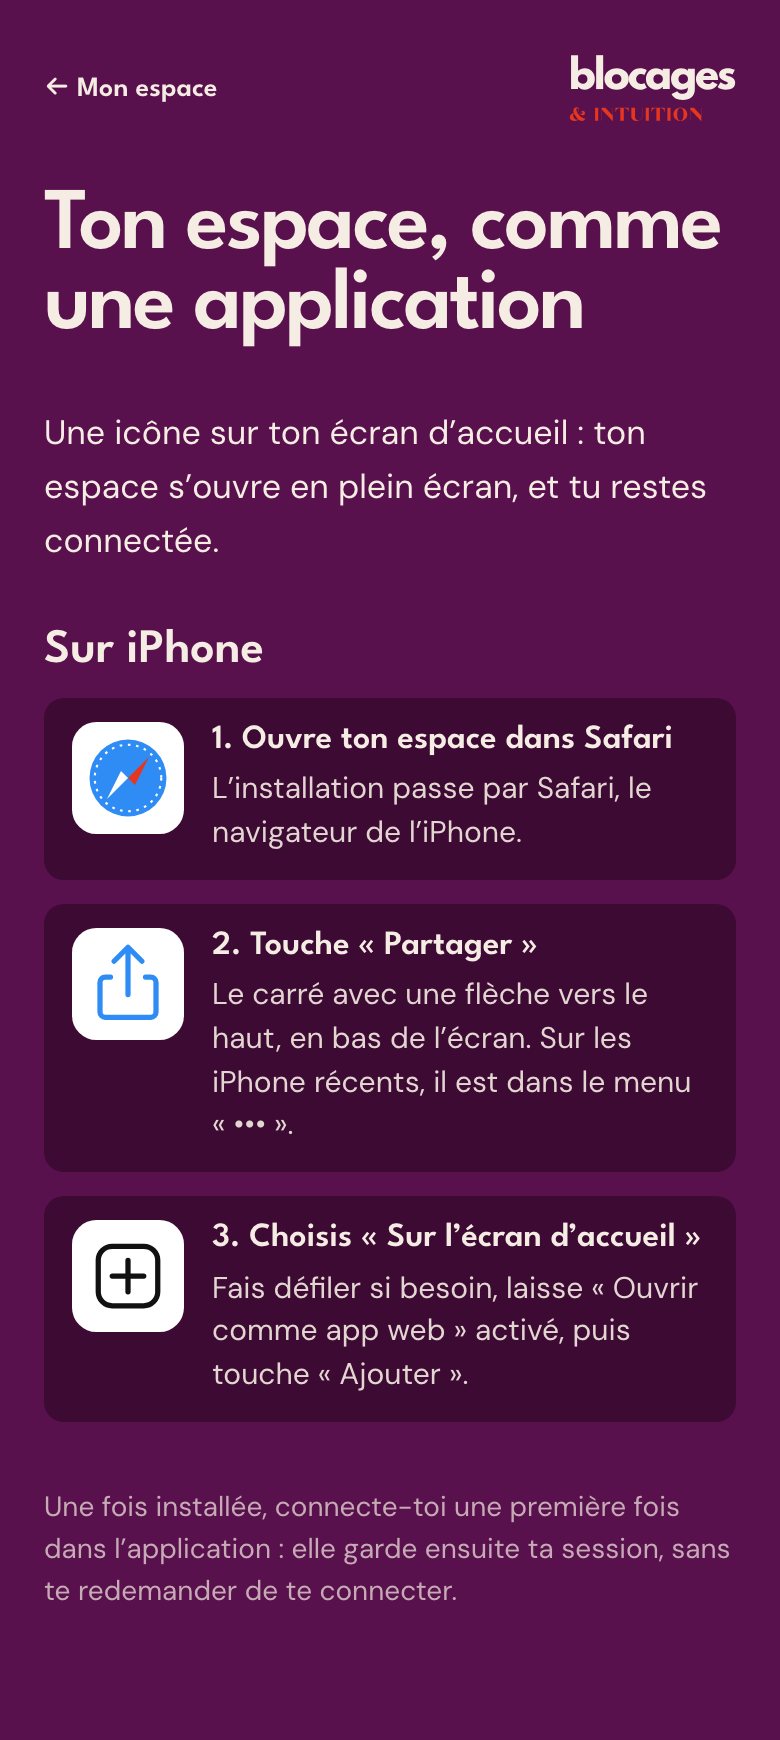 ← Mon espace
blocages
& INTUITION
Ton espace, comme
une application
Une icône sur ton écran d’accueil : ton
espace s’ouvre en plein écran, et tu restes
connectée.
Sur iPhone
1. Ouvre ton espace dans Safari
L’installation passe par Safari, le
navigateur de l’iPhone.
2. Touche « Partager »
Le carré avec une flèche vers le
haut, en bas de l’écran. Sur les
iPhone récents, il est dans le menu
« ••• ».
3. Choisis « Sur l’écran d’accueil »
Fais défiler si besoin, laisse « Ouvrir
comme app web » activé, puis
touche « Ajouter ».
Une fois installée, connecte-toi une première fois
dans l’application : elle garde ensuite ta session, sans
te redemander de te connecter.